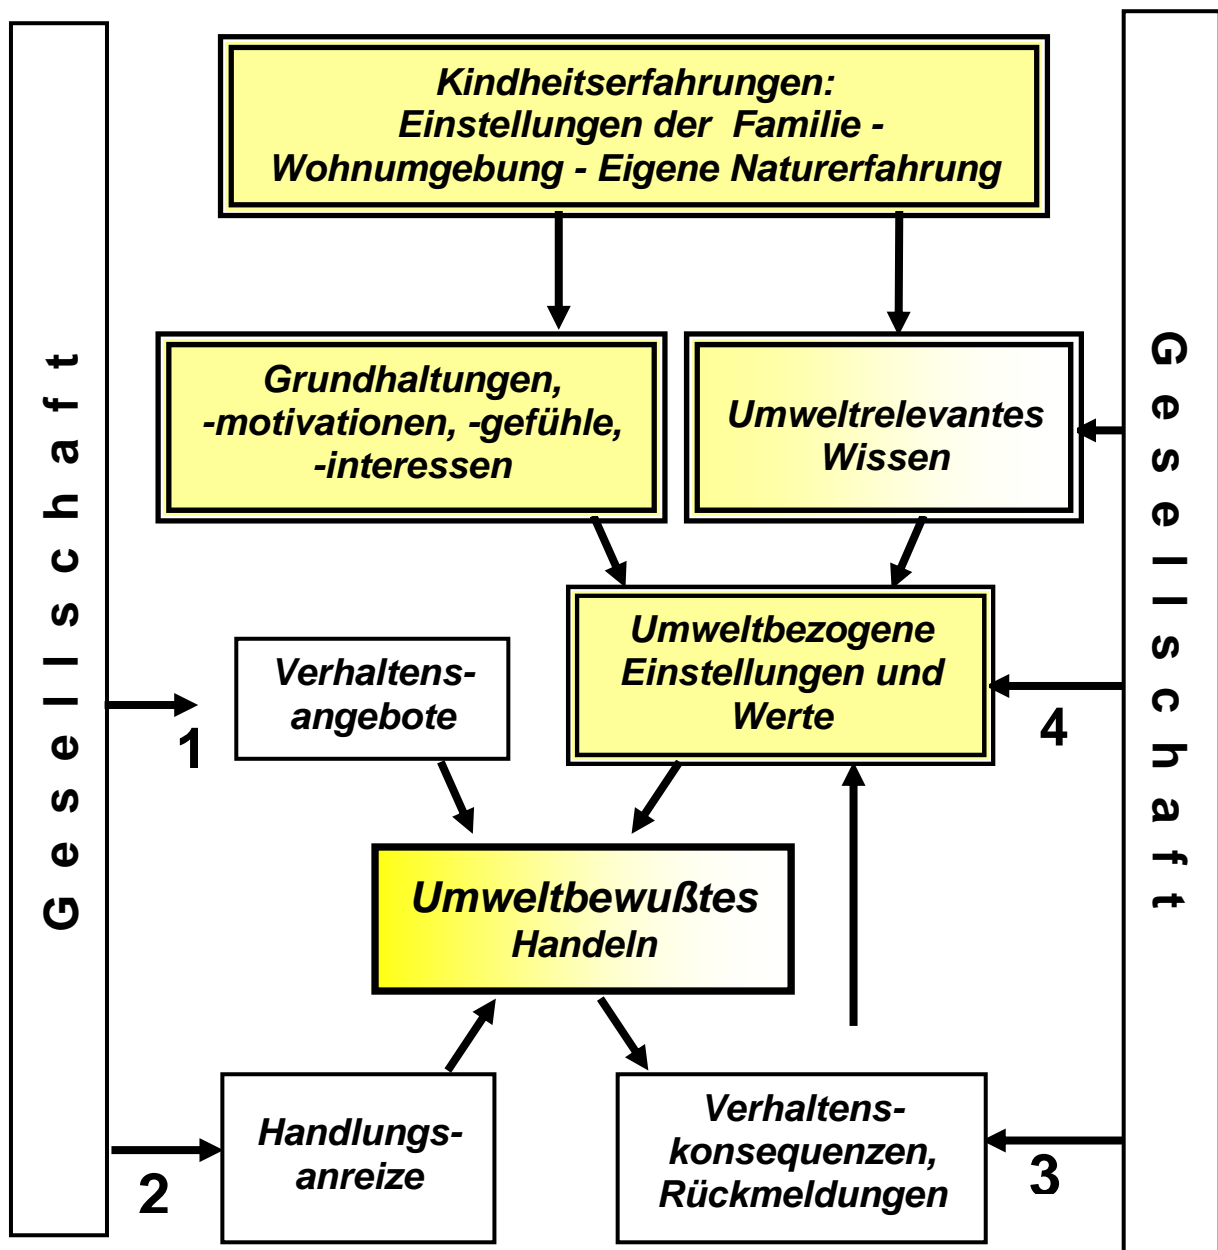 Gesellschaft
Kindheitserfahrungen:
Einstellungen der Familie -
Wohnumgebung - Eigene Naturerfahrung
Gesellschaft
Grundhaltungen,
-motivationen, -gefühle,
-interessen
Umweltrelevantes
Wissen
Verhaltens-
angebote
1
Umweltbezogene
Einstellungen und
Werte
4
Umweltbewußtes
Handeln
Handlungs-
anreize
2
Verhaltens-
konsequenzen,
Rückmeldungen
3